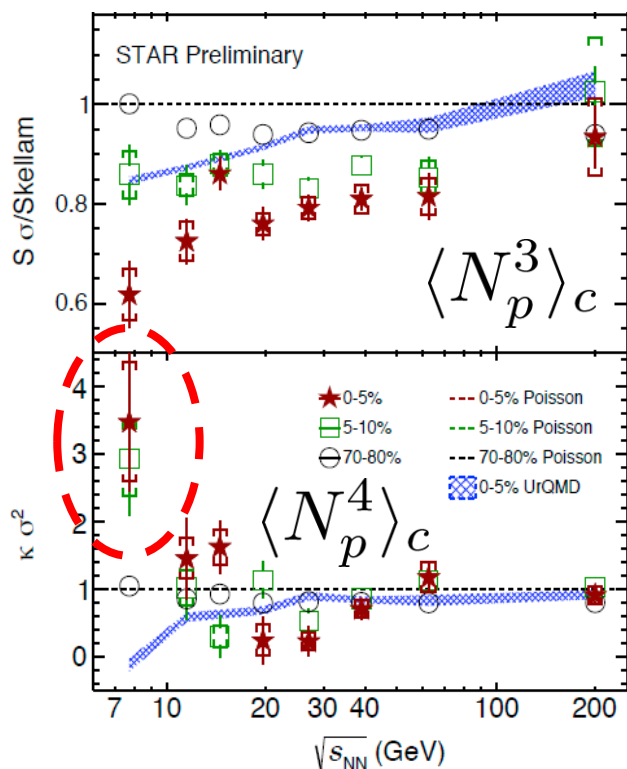 STAR Preliminary
S σ/Skellam
1
0.8
0.6
⟨N_p^3⟩_c
κ σ²
4
3
2
1
0
0-5%
5-10%
70-80%
0-5% Poisson
5-10% Poisson
70-80% Poisson
0-5% UrQMD
⟨N_p^4⟩_c
7 10 20 30 40 100 200
√s_NN (GeV)